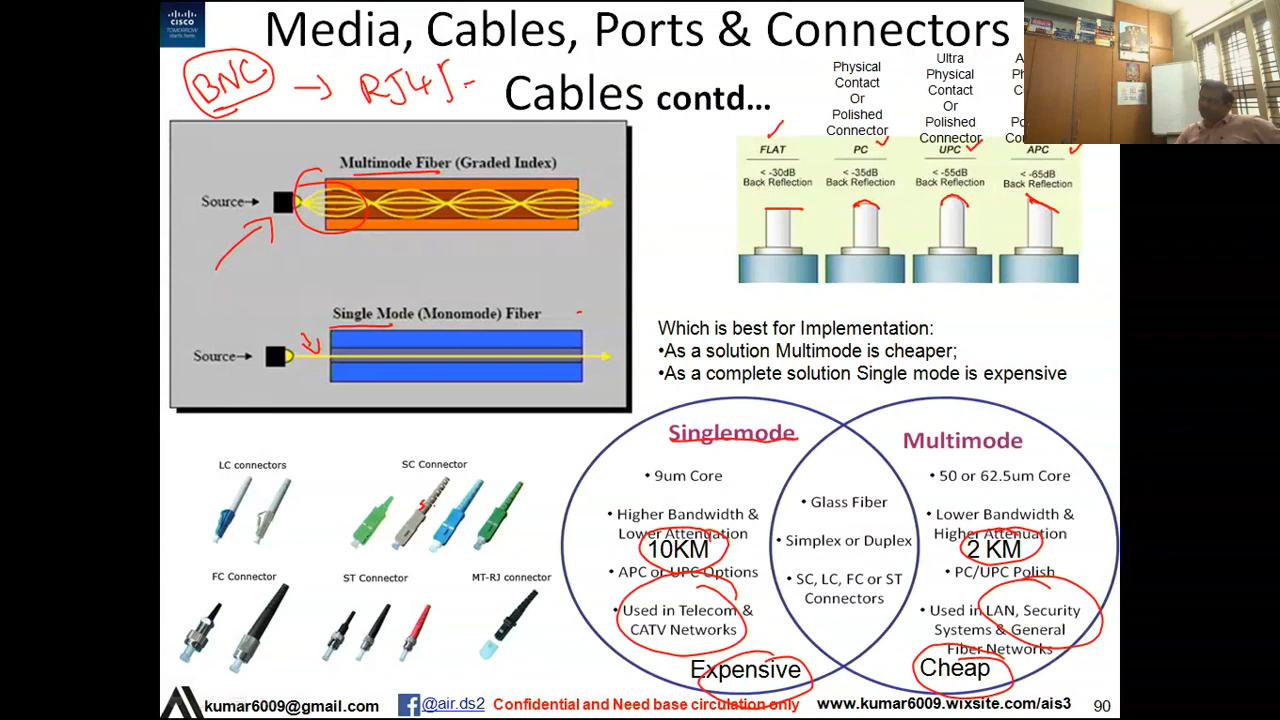 CISCO
TOMORROW
starts here.
Media, Cables, Ports & Connectors
Cables contd...
BNC → RJ45
Multimode Fiber (Graded Index)
Source→
Single Mode (Monomode) Fiber
Source→
Physical
Contact
Or
Polished
Connector
Ultra
Physical
Contact
Or
Polished
Connector
FLAT
PC
UPC
APC
< -30dB
Back Reflection
< -35dB
Back Reflection
< -55dB
Back Reflection
< -65dB
Back Reflection
Which is best for Implementation:
•As a solution Multimode is cheaper;
•As a complete solution Single mode is expensive
LC connectors
SC Connector
FC Connector
ST Connector
MT-RJ connector
Singlemode
• 9um Core
• Higher Bandwidth &
Lower Attenuation
10KM
• APC or UPC Options
• Used in Telecom &
CATV Networks
Expensive
• Glass Fiber
• Simplex or Duplex
• SC, LC, FC or ST
Connectors
Multimode
• 50 or 62.5um Core
• Lower Bandwidth &
Higher Attenuation
2 KM
• PC/UPC Polish
• Used in LAN, Security
Systems & General
Fiber Networks
Cheap
kumar6009@gmail.com
@air.ds2
Confidential and Need base circulation only
www.kumar6009.wixsite.com/ais3
90